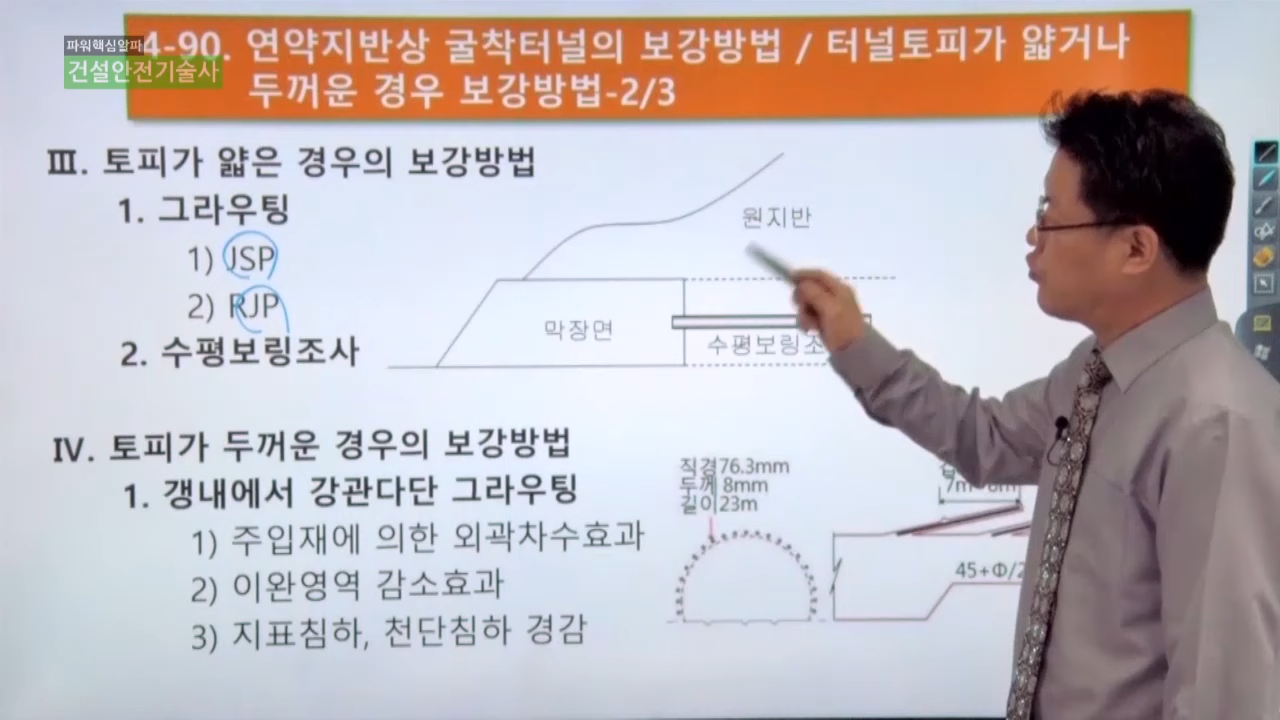 파워핵심알파
건설안전기술사
4-90. 연약지반상 굴착터널의 보강방법 / 터널토피가 얇거나
두꺼운 경우 보강방법-2/3
Ⅲ. 토피가 얇은 경우의 보강방법
1. 그라우팅
1) JSP
2) RJP
2. 수평보링조사
원지반
막장면
수평보링조
Ⅳ. 토피가 두꺼운 경우의 보강방법
1. 갱내에서 강관다단 그라우팅
1) 주입재에 의한 외곽차수효과
2) 이완영역 감소효과
3) 지표침하, 천단침하 경감
직경76.3mm
두께 8mm
길이23m
45+Φ/2